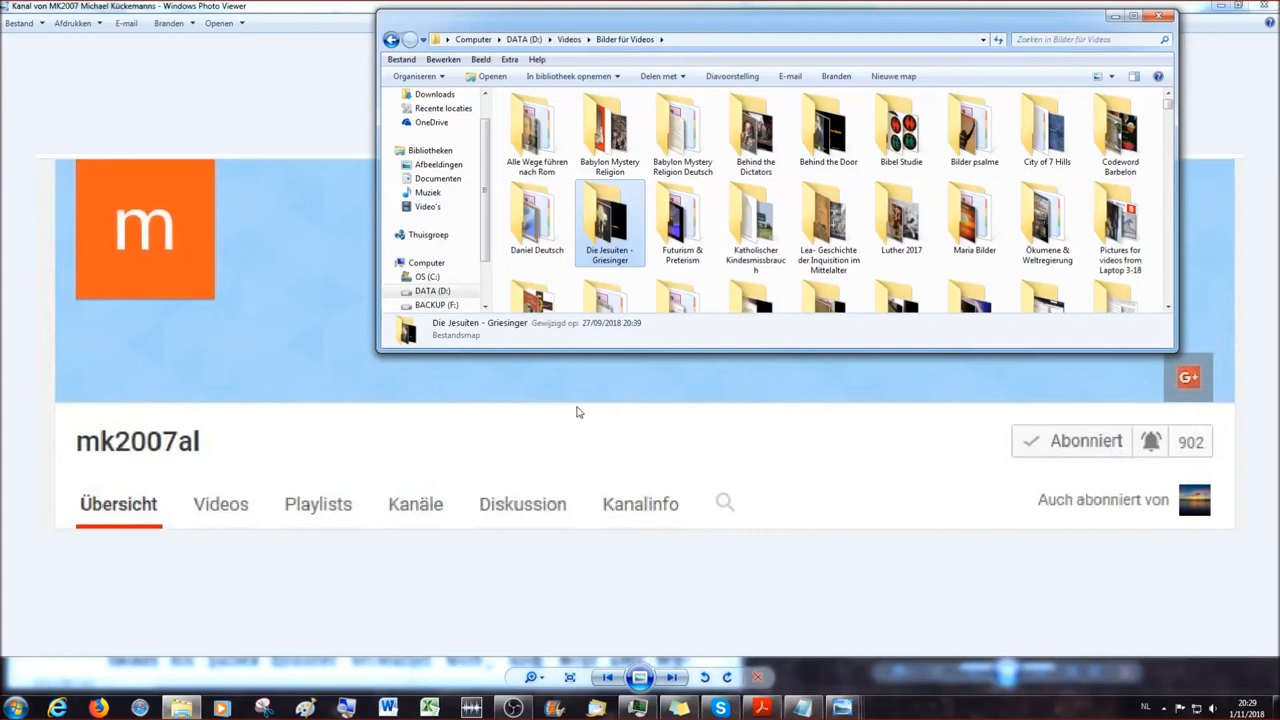 Kanal von MK2007 Michael Kückemanns - Windows Photo Viewer
Bestand Afdrukken E-mail Branden Openen
Computer DATA (D:) Videos Bilder für Videos
Zoeken in Bilder für Videos
Bestand Bewerken Beeld Extra Help
Organiseren Openen In bibliotheek opnemen Delen met Diavoorstelling E-mail Branden Nieuwe map
Downloads
Recente locaties
OneDrive
Bibliotheken
Afbeeldingen
Documenten
Muziek
Video's
Thuisgroep
Computer
OS (C:)
DATA (D:)
BACKUP (F:)
Alle Wege führen
nach Rom
Babylon Mystery
Religion
Babylon Mystery
Religion Deutsch
Behind the
Dictators
Behind the Door
Bibel Studie
Bilder psalme
City of 7 Hills
Codeword
Barbelon
Daniel Deutsch
Die Jesuiten -
Griesinger
Futurism &
Preterism
Katholischer
Kindesmissbrauc
h
Lea- Geschichte
der Inquisition im
Mittelalter
Luther 2017
Maria Bilder
Ökumene &
Weltregierung
Pictures for
videos from
Laptop 3-18
Die Jesuiten - Griesinger Gewijzigd op: 27/09/2018 20:39
Bestandsmap
m
G+
mk2007al
Abonniert 902
Übersicht Videos Playlists Kanäle Diskussion Kanalinfo
Auch abonniert von
NL
20:29
1/11/2018